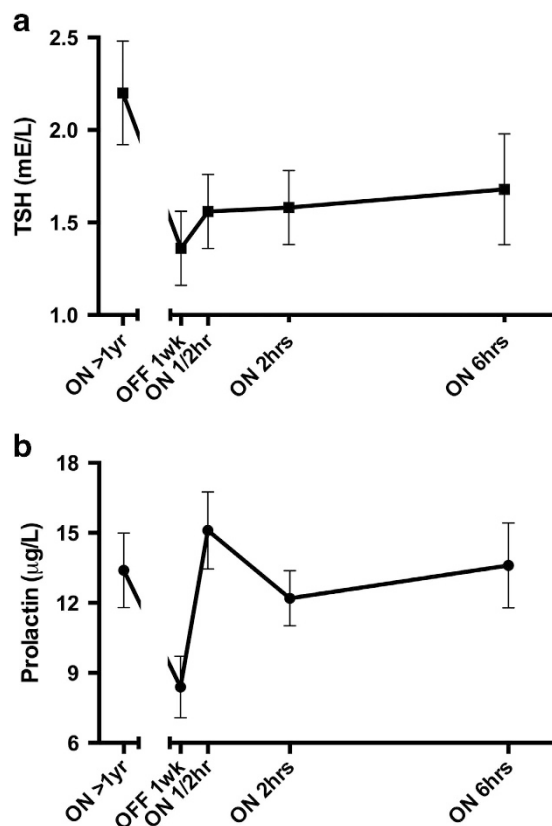 a
2.5
2.0
1.5
1.0
TSH (mE/L)
ON >1yr
OFF 1wk
ON 1/2hr
ON 2hrs
ON 6hrs
b
18
15
12
9
6
Prolactin (μg/L)
ON >1yr
OFF 1wk
ON 1/2hr
ON 2hrs
ON 6hrs